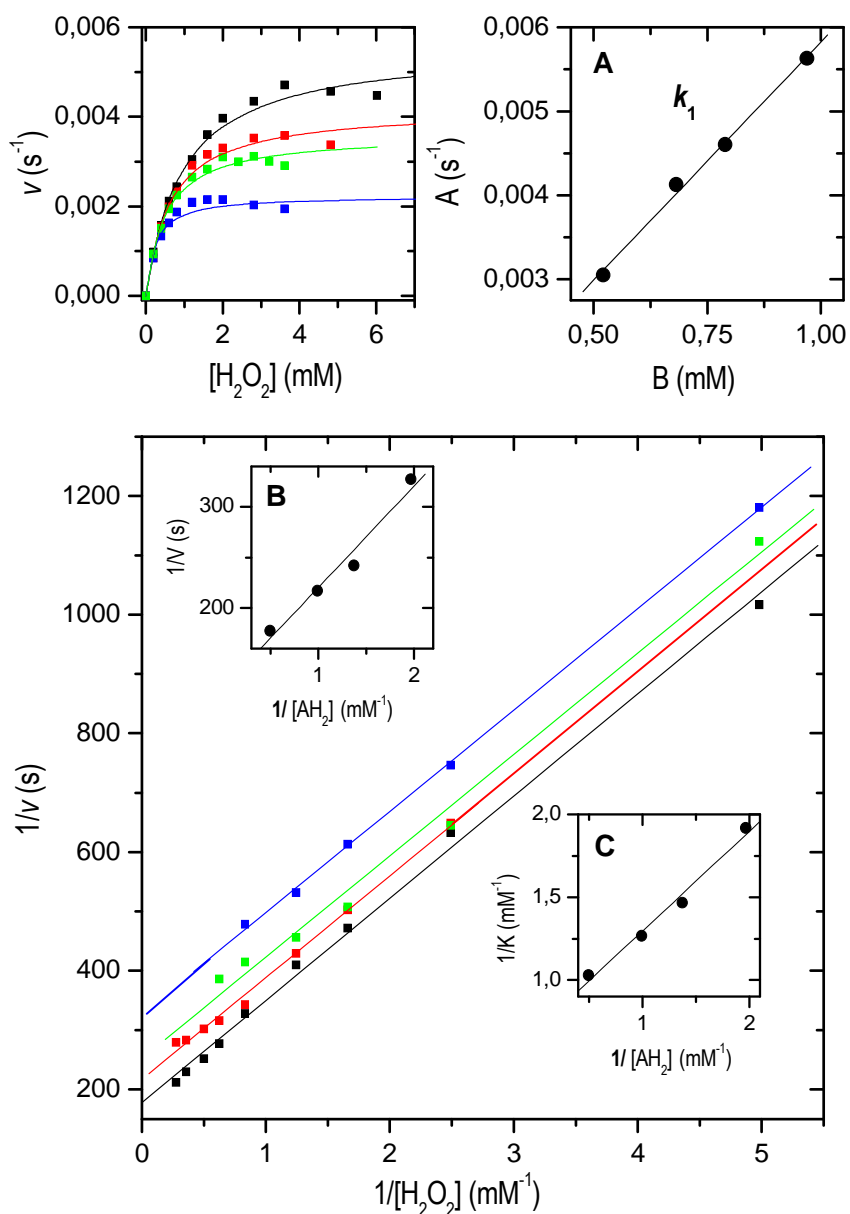 0,006
0,004
0,002
0,000
v (s⁻¹)
0 2 4 6
[H₂O₂] (mM)
0,006
0,005
0,004
0,003
A (s⁻¹)
A
k₁
0,50 0,75 1,00
B (mM)
1200
1000
800
600
400
200
1/v (s)
0 1 2 3 4 5
1/[H₂O₂] (mM⁻¹)
B
300
200
1/V (s)
1 2
1/ [AH₂] (mM⁻¹)
C
2,0
1,5
1,0
1/K (mM⁻¹)
1 2
1/ [AH₂] (mM⁻¹)